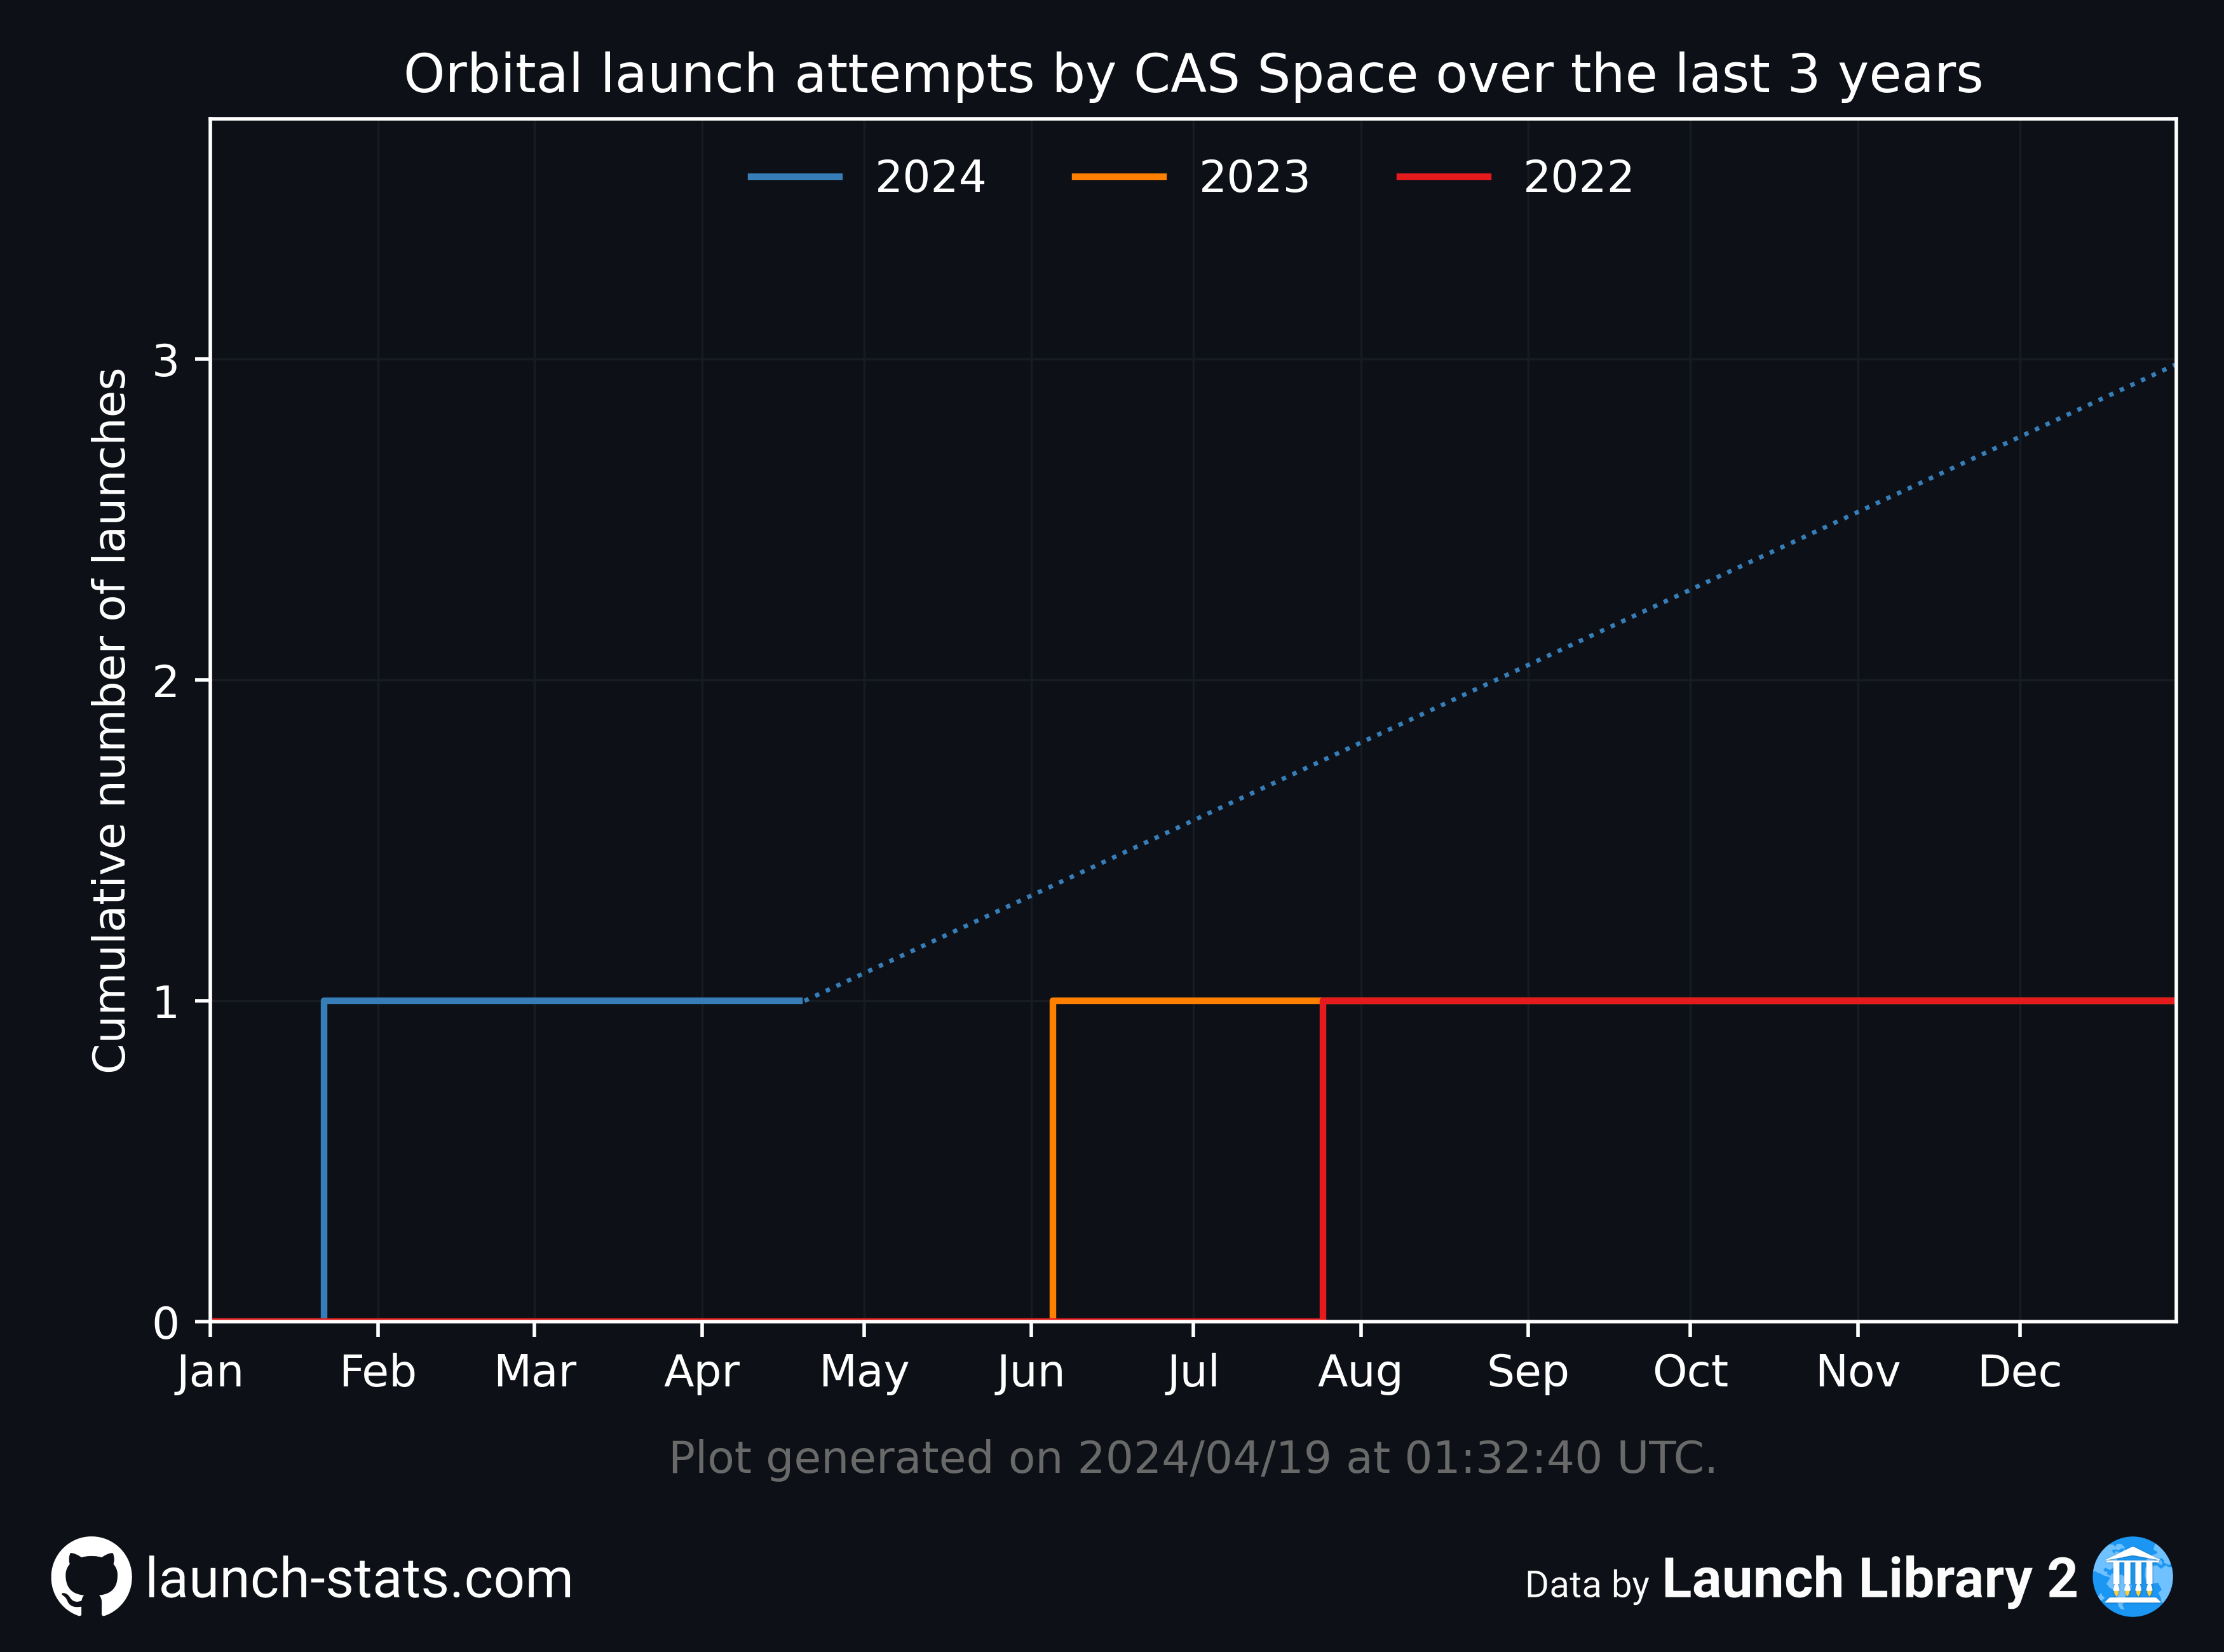 Orbital launch attempts by CAS Space over the last 3 years
2024 2023 2022
Cumulative number of launches
3
2
1
0
Jan Feb Mar Apr May Jun Jul Aug Sep Oct Nov Dec
Plot generated on 2024/04/19 at 01:32:40 UTC.
launch-stats.com
Data by Launch Library 2